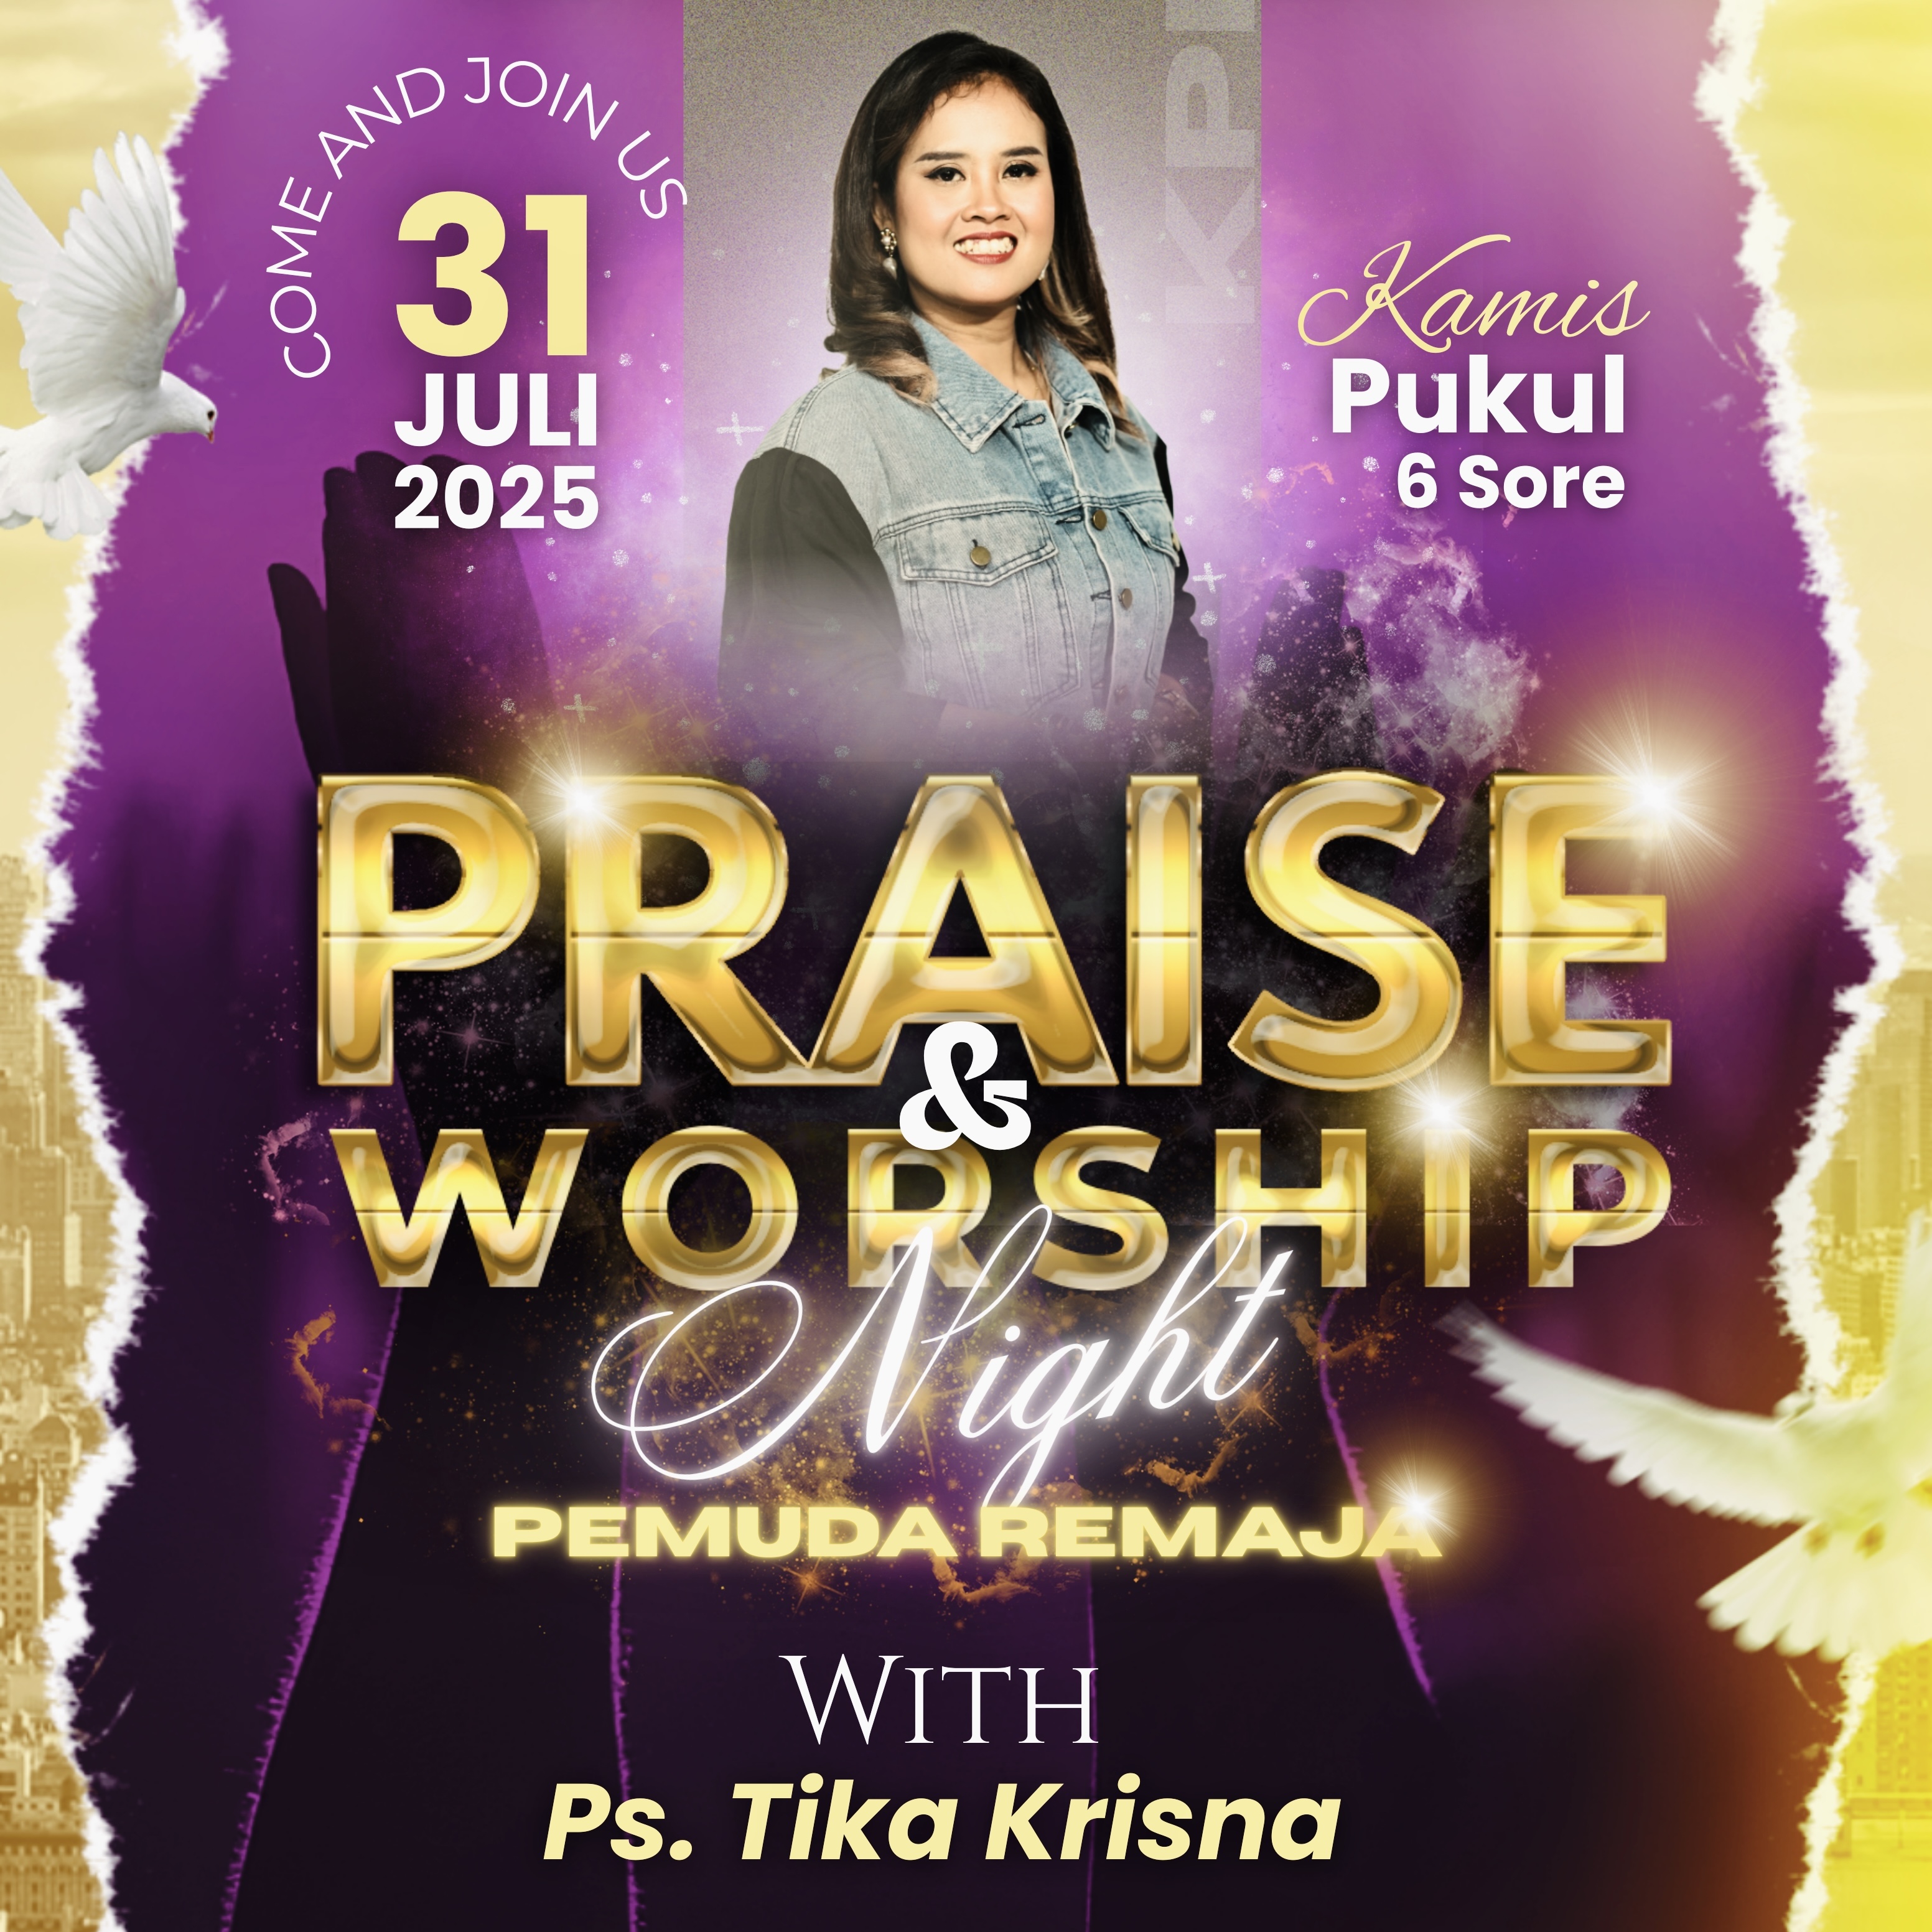 COME AND JOIN US
31
JULI
2025
KPI
Kamis
Pukul
6 Sore
PRAISE
&
WORSHIP
Night
PEMUDA REMAJA
WITH
Ps. Tika Krisna